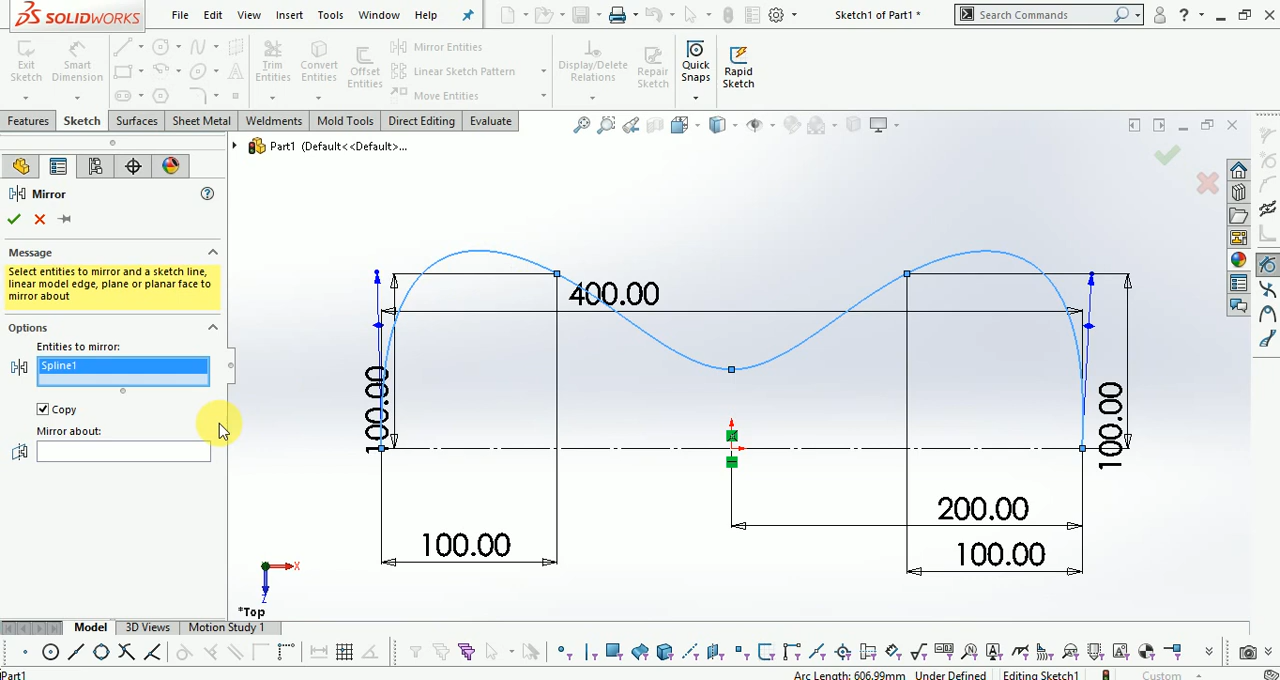 SOLIDWORKS
File Edit View Insert Tools Window Help
Sketch1 of Part1 *
Search Commands
Exit Sketch
Smart Dimension
Trim Entities
Convert Entities
Offset Entities
Mirror Entities
Linear Sketch Pattern
Move Entities
Display/Delete Relations
Repair Sketch
Quick Snaps
Rapid Sketch
Features Sketch Surfaces Sheet Metal Weldments Mold Tools Direct Editing Evaluate
Part1 (Default<<Default>...
Mirror
Message
Select entities to mirror and a sketch line,
linear model edge, plane or planar face to
mirror about
Options
Entities to mirror:
Spline1
Copy
Mirror about:
400.00
100.00
100.00
200.00
100.00
100.00
X
Z
*Top
Model 3D Views Motion Study 1
Part1
Arc Length: 606.99mm Under Defined Editing Sketch1 Custom